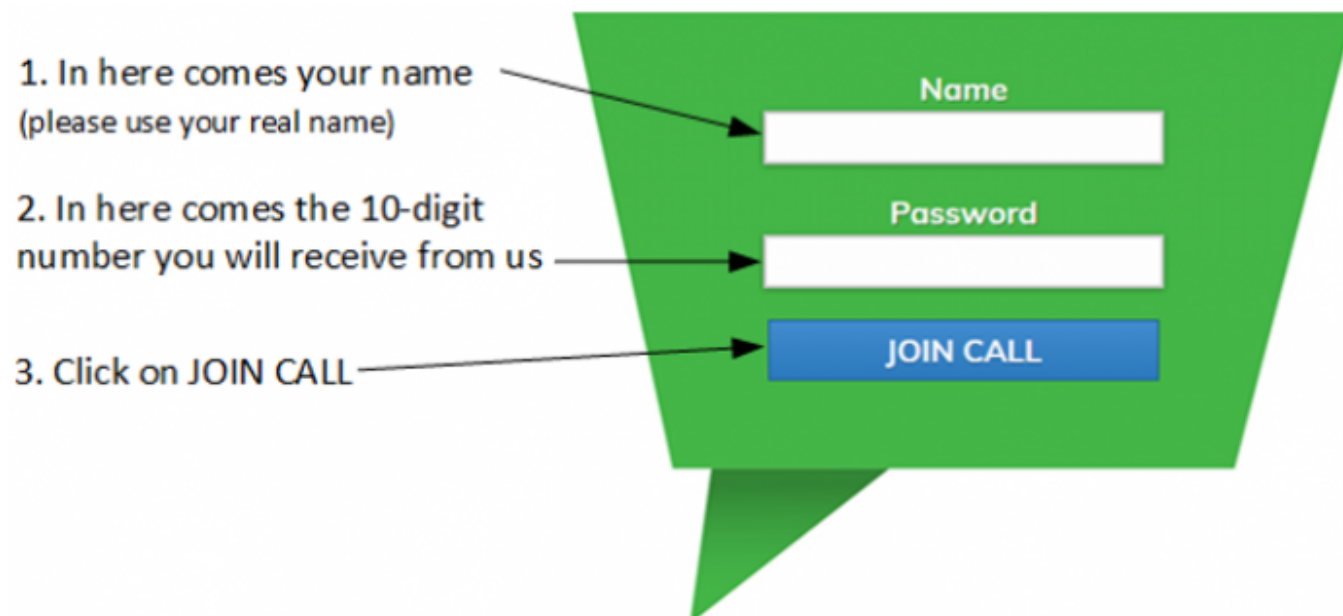 1. In here comes your name
(please use your real name)
Name
2. In here comes the 10-digit
number you will receive from us
Password
3. Click on JOIN CALL
JOIN CALL